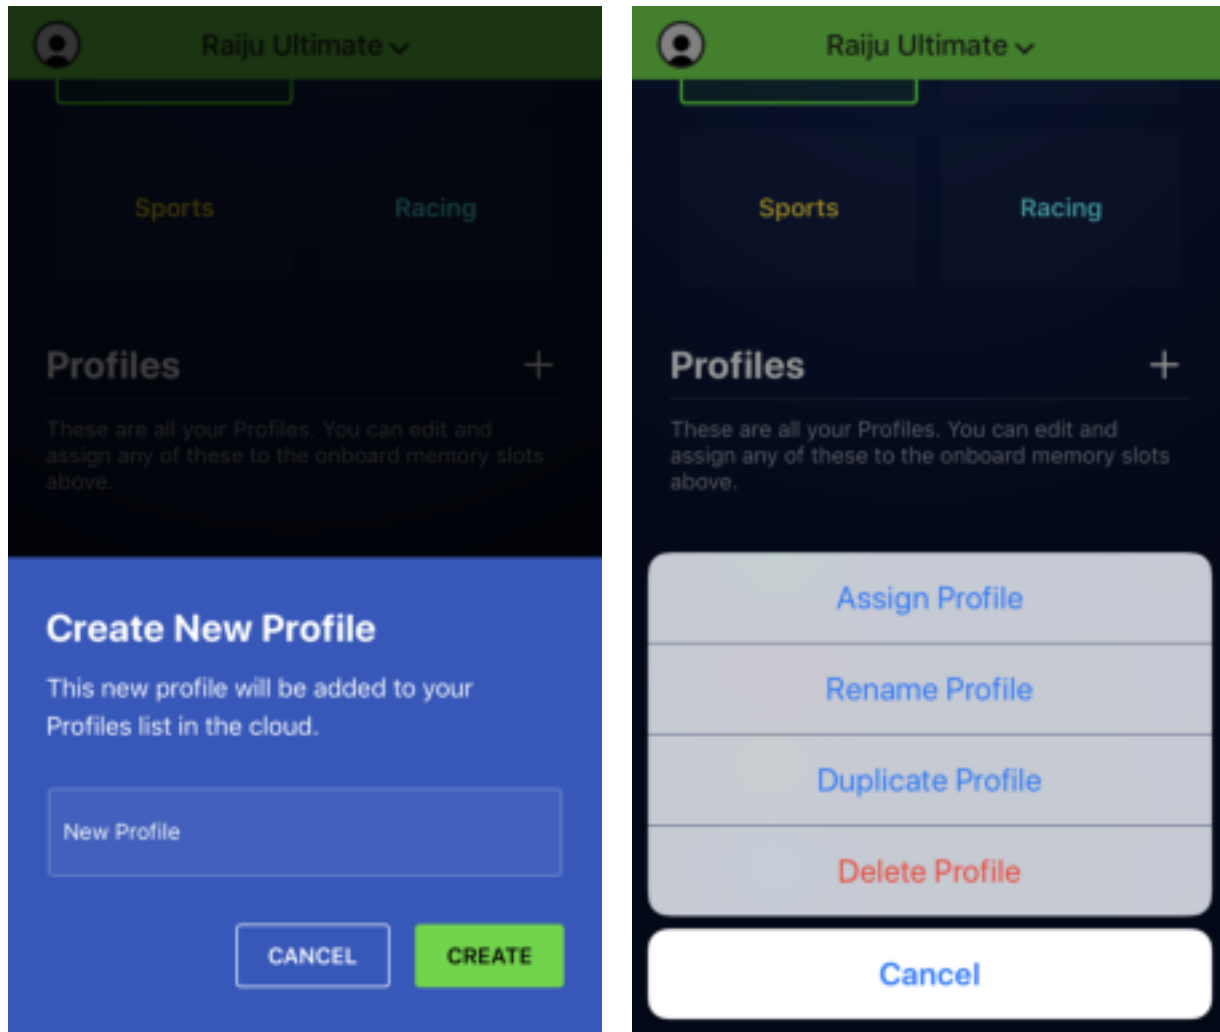 Raiju Ultimate
Sports
Racing
Profiles
These are all your Profiles. You can edit and
assign any of these to the onboard memory slots
above.
Create New Profile
This new profile will be added to your
Profiles list in the cloud.
New Profile
CANCEL
CREATE
Raiju Ultimate
Sports
Racing
Profiles
These are all your Profiles. You can edit and
assign any of these to the onboard memory slots
above.
Assign Profile
Rename Profile
Duplicate Profile
Delete Profile
Cancel